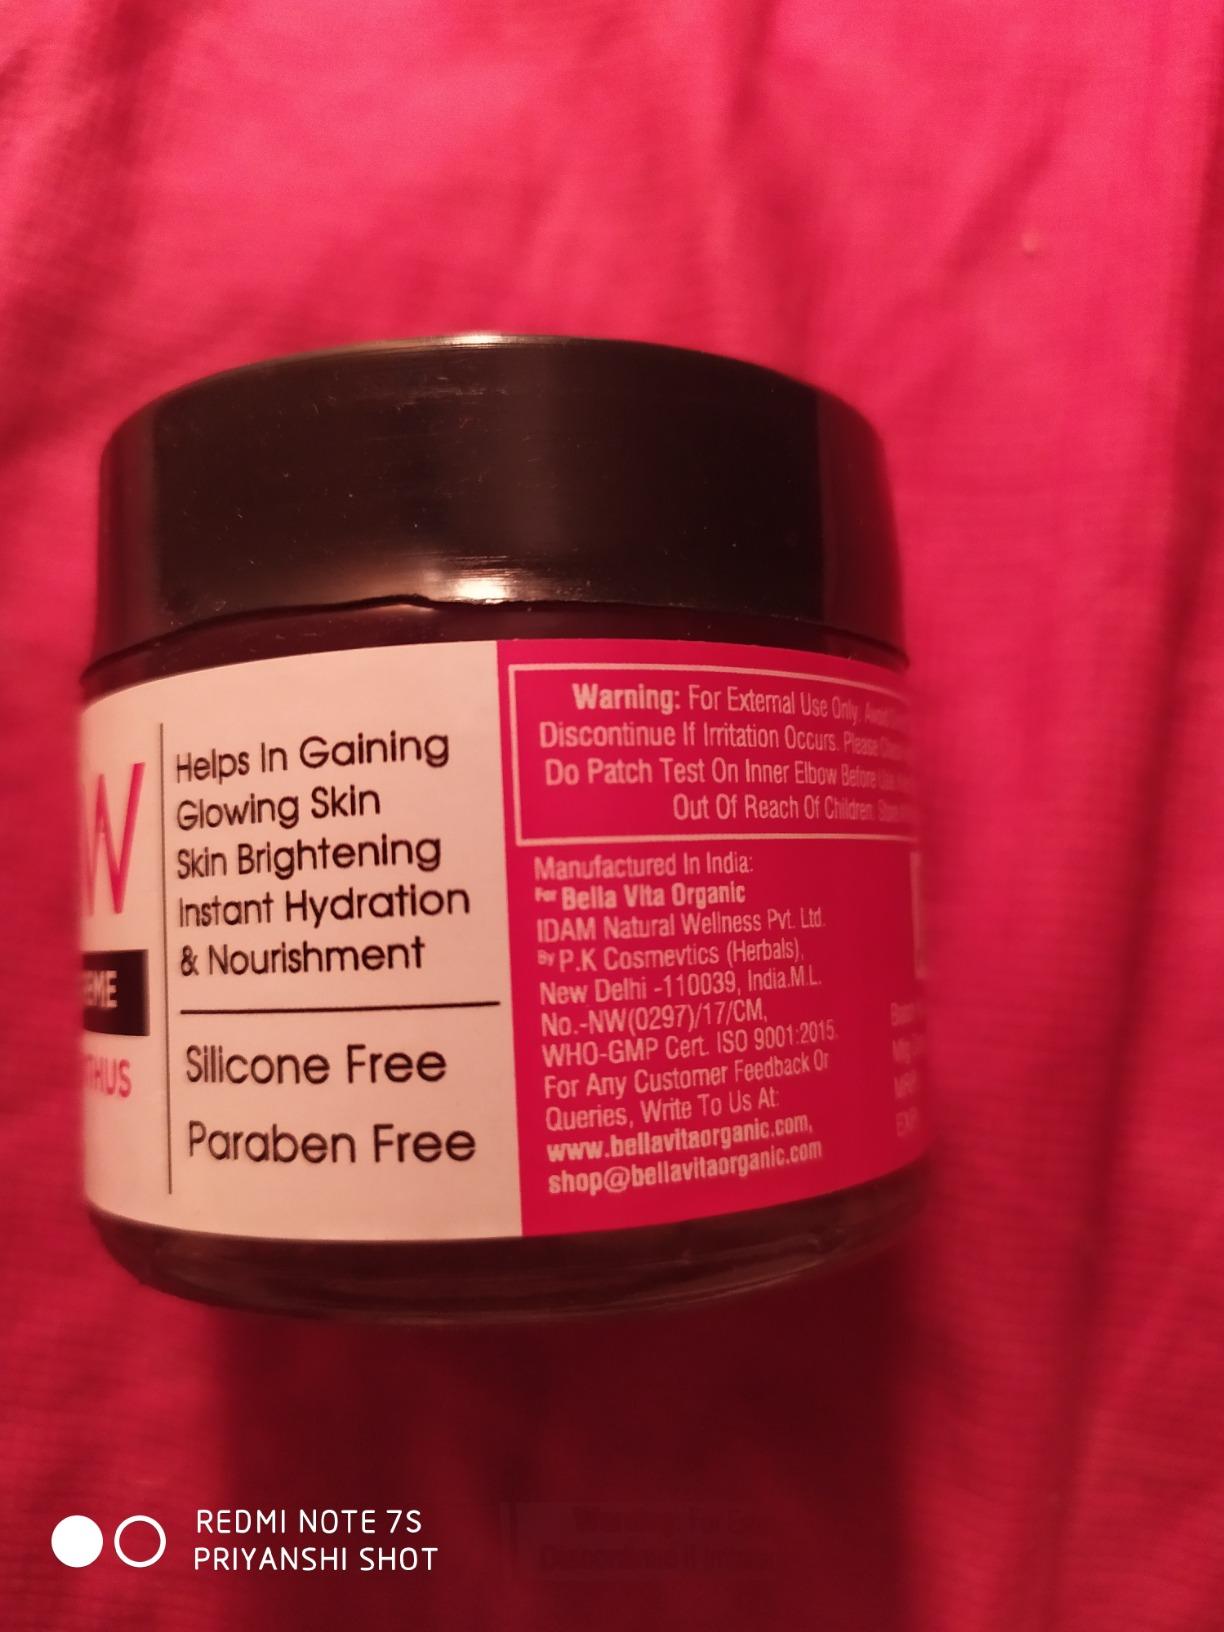 W
Helps In Gaining
Glowing Skin
Skin Brightening
Instant Hydration
& Nourishment
Silicone Free
Paraben Free
Warning: For External Use Only.
Discontinue If Irritation Occurs. Please
Do Patch Test On Inner Elbow Before
Out Of Reach Of Children.
Manufactured In India:
For Bella Vita Organic
IDAM Natural Wellness Pvt. Ltd.
By P.K Cosmevtics (Herbals),
New Delhi -110039, India.M.L.
No.-NW(0297)/17/CM,
WHO-GMP Cert. ISO 9001:2015.
For Any Customer Feedback Or
Queries, Write To Us At:
www.bellavitaorganic.com,
shop@bellavitaorganic.com
REDMI NOTE 7S
PRIYANSHI SHOT